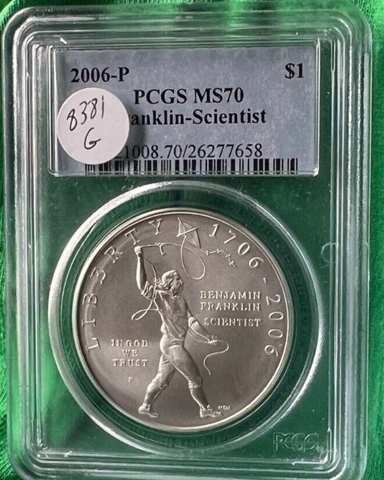 2006-P $1
PCGS MS70
anklin-Scientist
1008.70/26277658
8381
G
LIBERTY 1706-2006
BENJAMIN
FRANKLIN
SCIENTIST
IN GOD
WE
TRUST
P
PCGS